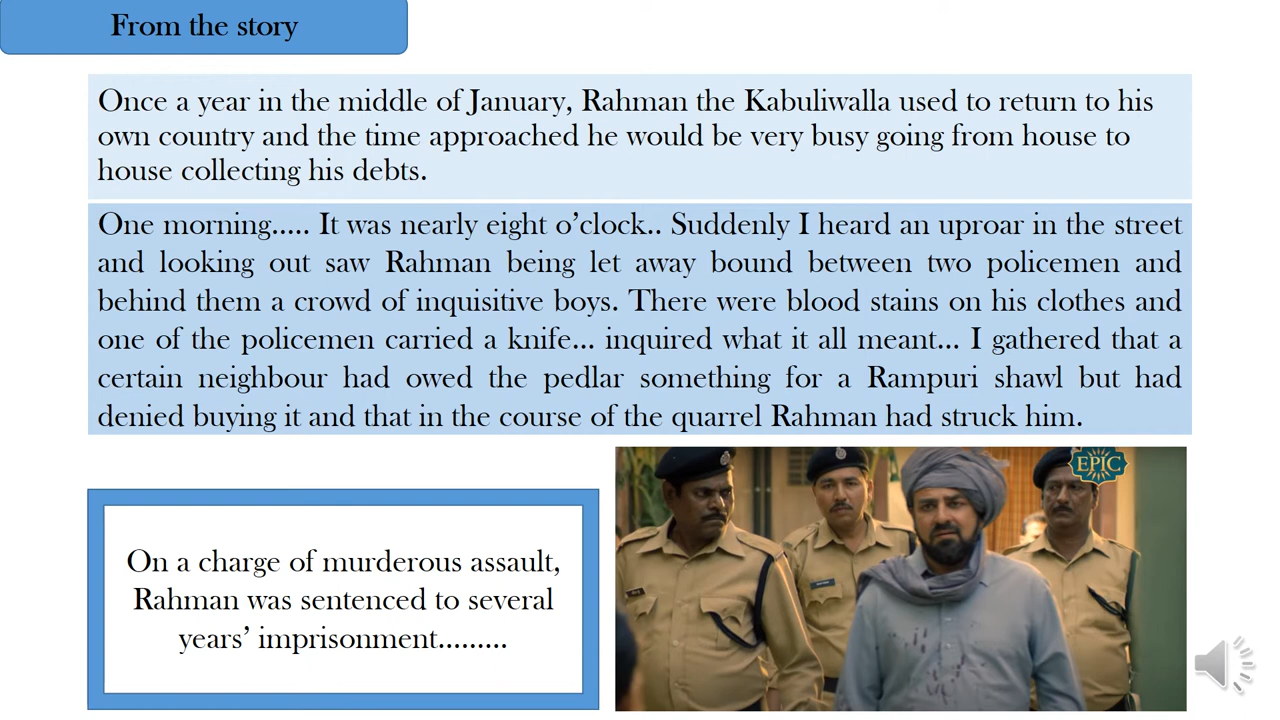 From the story
Once a year in the middle of January, Rahman the Kabuliwalla used to return to his
own country and the time approached he would be very busy going from house to
house collecting his debts.
One morning..... It was nearly eight o’clock.. Suddenly I heard an uproar in the street
and looking out saw Rahman being let away bound between two policemen and
behind them a crowd of inquisitive boys. There were blood stains on his clothes and
one of the policemen carried a knife... inquired what it all meant... I gathered that a
certain neighbour had owed the pedlar something for a Rampuri shawl but had
denied buying it and that in the course of the quarrel Rahman had struck him.
EPIC
On a charge of murderous assault,
Rahman was sentenced to several
years’ imprisonment.........